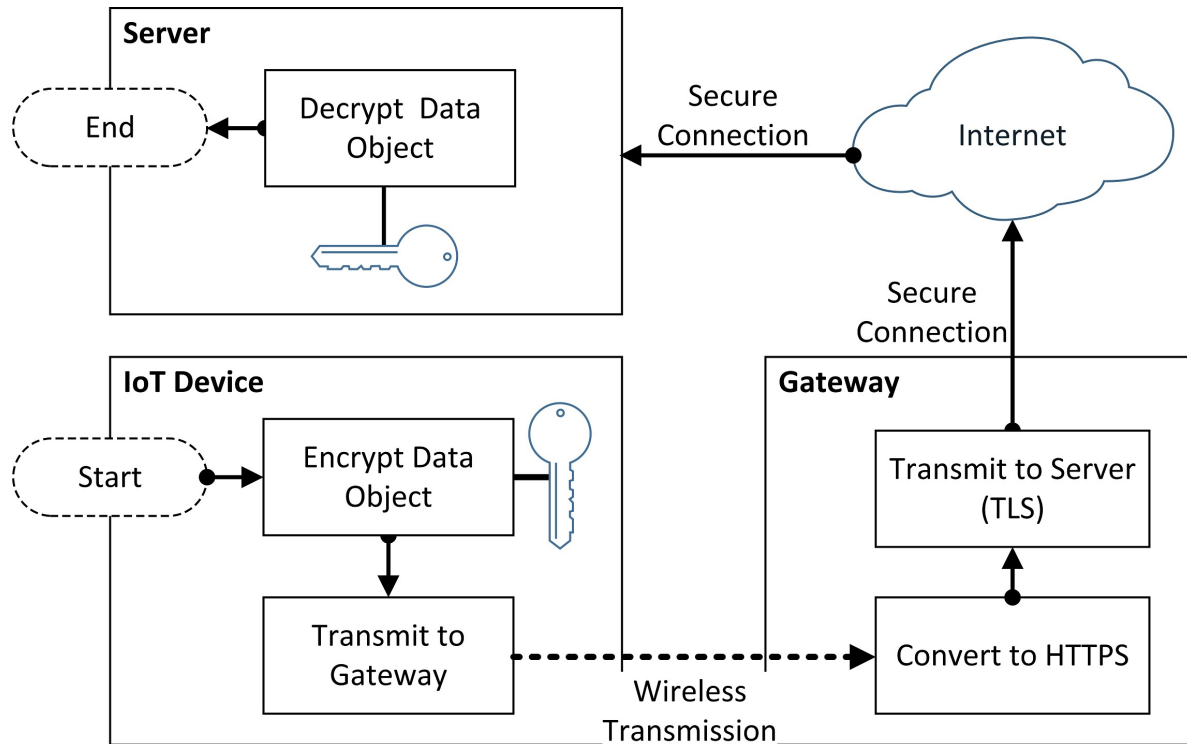 Server
Decrypt Data
Object
End
Secure
Connection
Internet
Secure
Connection
IoT Device
Encrypt Data
Object
Start
Transmit to
Gateway
Wireless
Transmission
Gateway
Transmit to Server
(TLS)
Convert to HTTPS